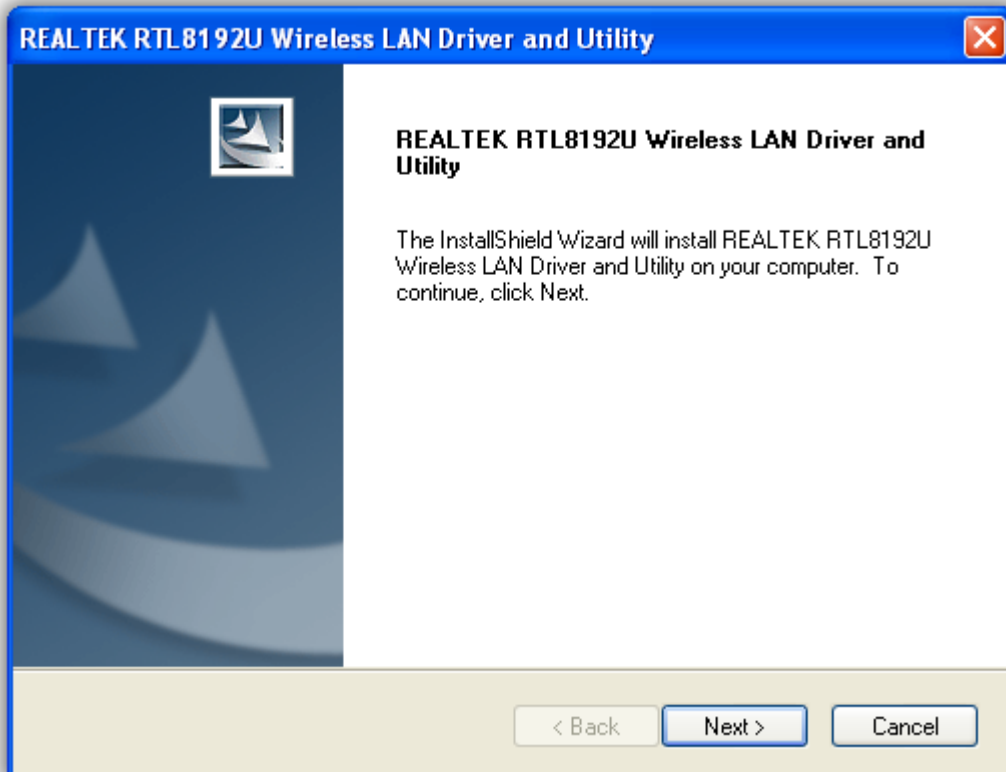 REALTEK RTL8192U Wireless LAN Driver and Utility
REALTEK RTL8192U Wireless LAN Driver and
Utility
The InstallShield Wizard will install REALTEK RTL8192U
Wireless LAN Driver and Utility on your computer.  To
continue, click Next.
< Back Next > Cancel